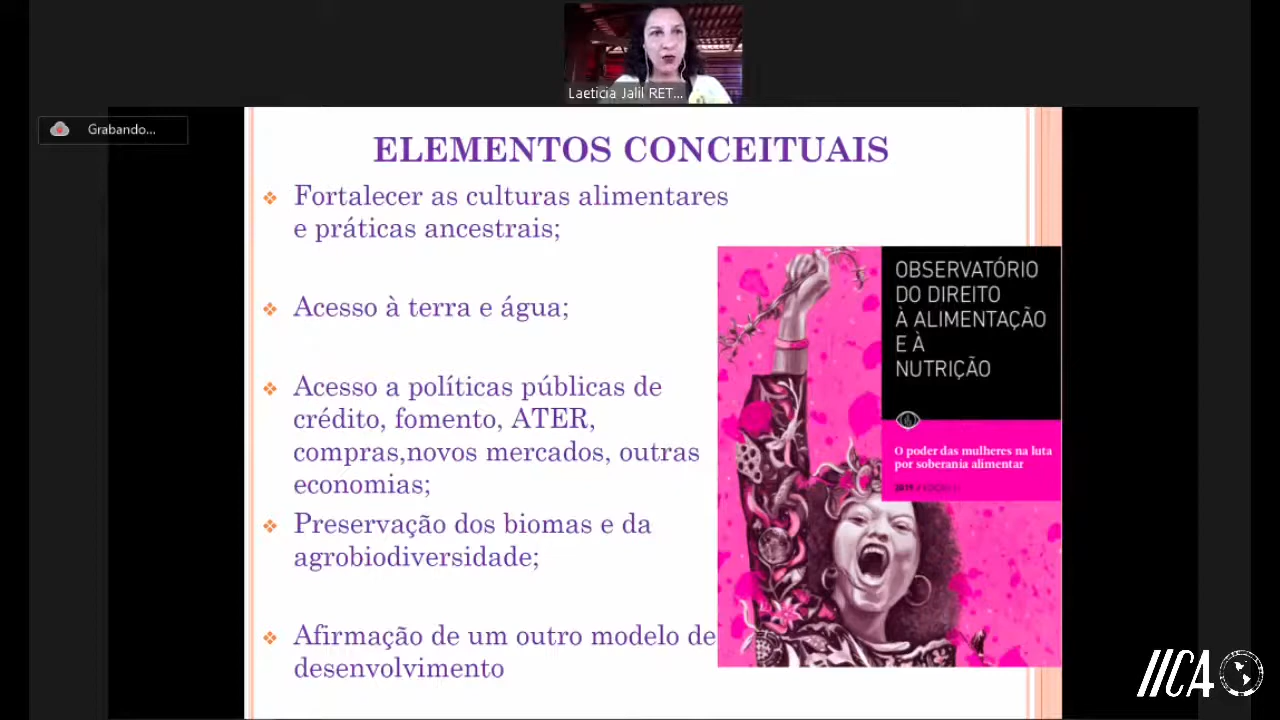 Laeticia Jalil RET...
Grabando...
ELEMENTOS CONCEITUAIS
Fortalecer as culturas alimentares
e práticas ancestrais;
Acesso à terra e água;
Acesso a políticas públicas de
crédito, fomento, ATER,
compras,novos mercados, outras
economias;
Preservação dos biomas e da
agrobiodiversidade;
Afirmação de um outro modelo de
desenvolvimento
OBSERVATÓRIO
DO DIREITO
À ALIMENTAÇÃO
E À
NUTRIÇÃO
O poder das mulheres na luta
por soberania alimentar
2019
IICA